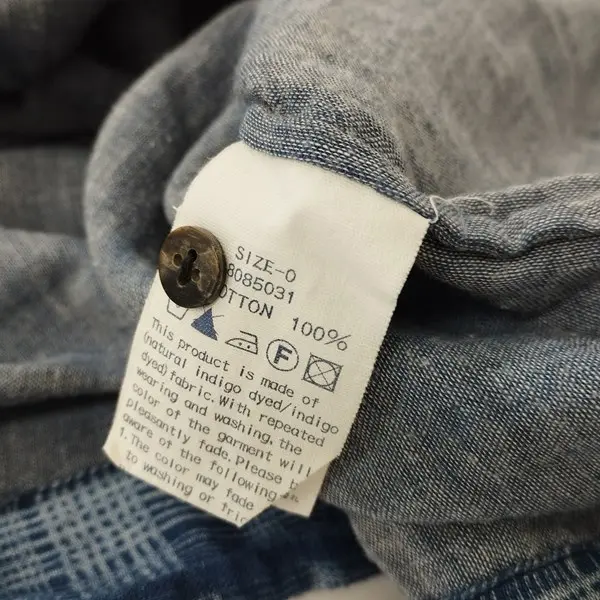 SIZE-0
8085031
OTTON 100%
F
This product is made of
(natural indigo dyed/indigo
dyed)fabric. With repeated
wearing and washing, the
color of the garment will
pleasantly fade. Please b
aware of the following
1. The color may fade
to washing or fric